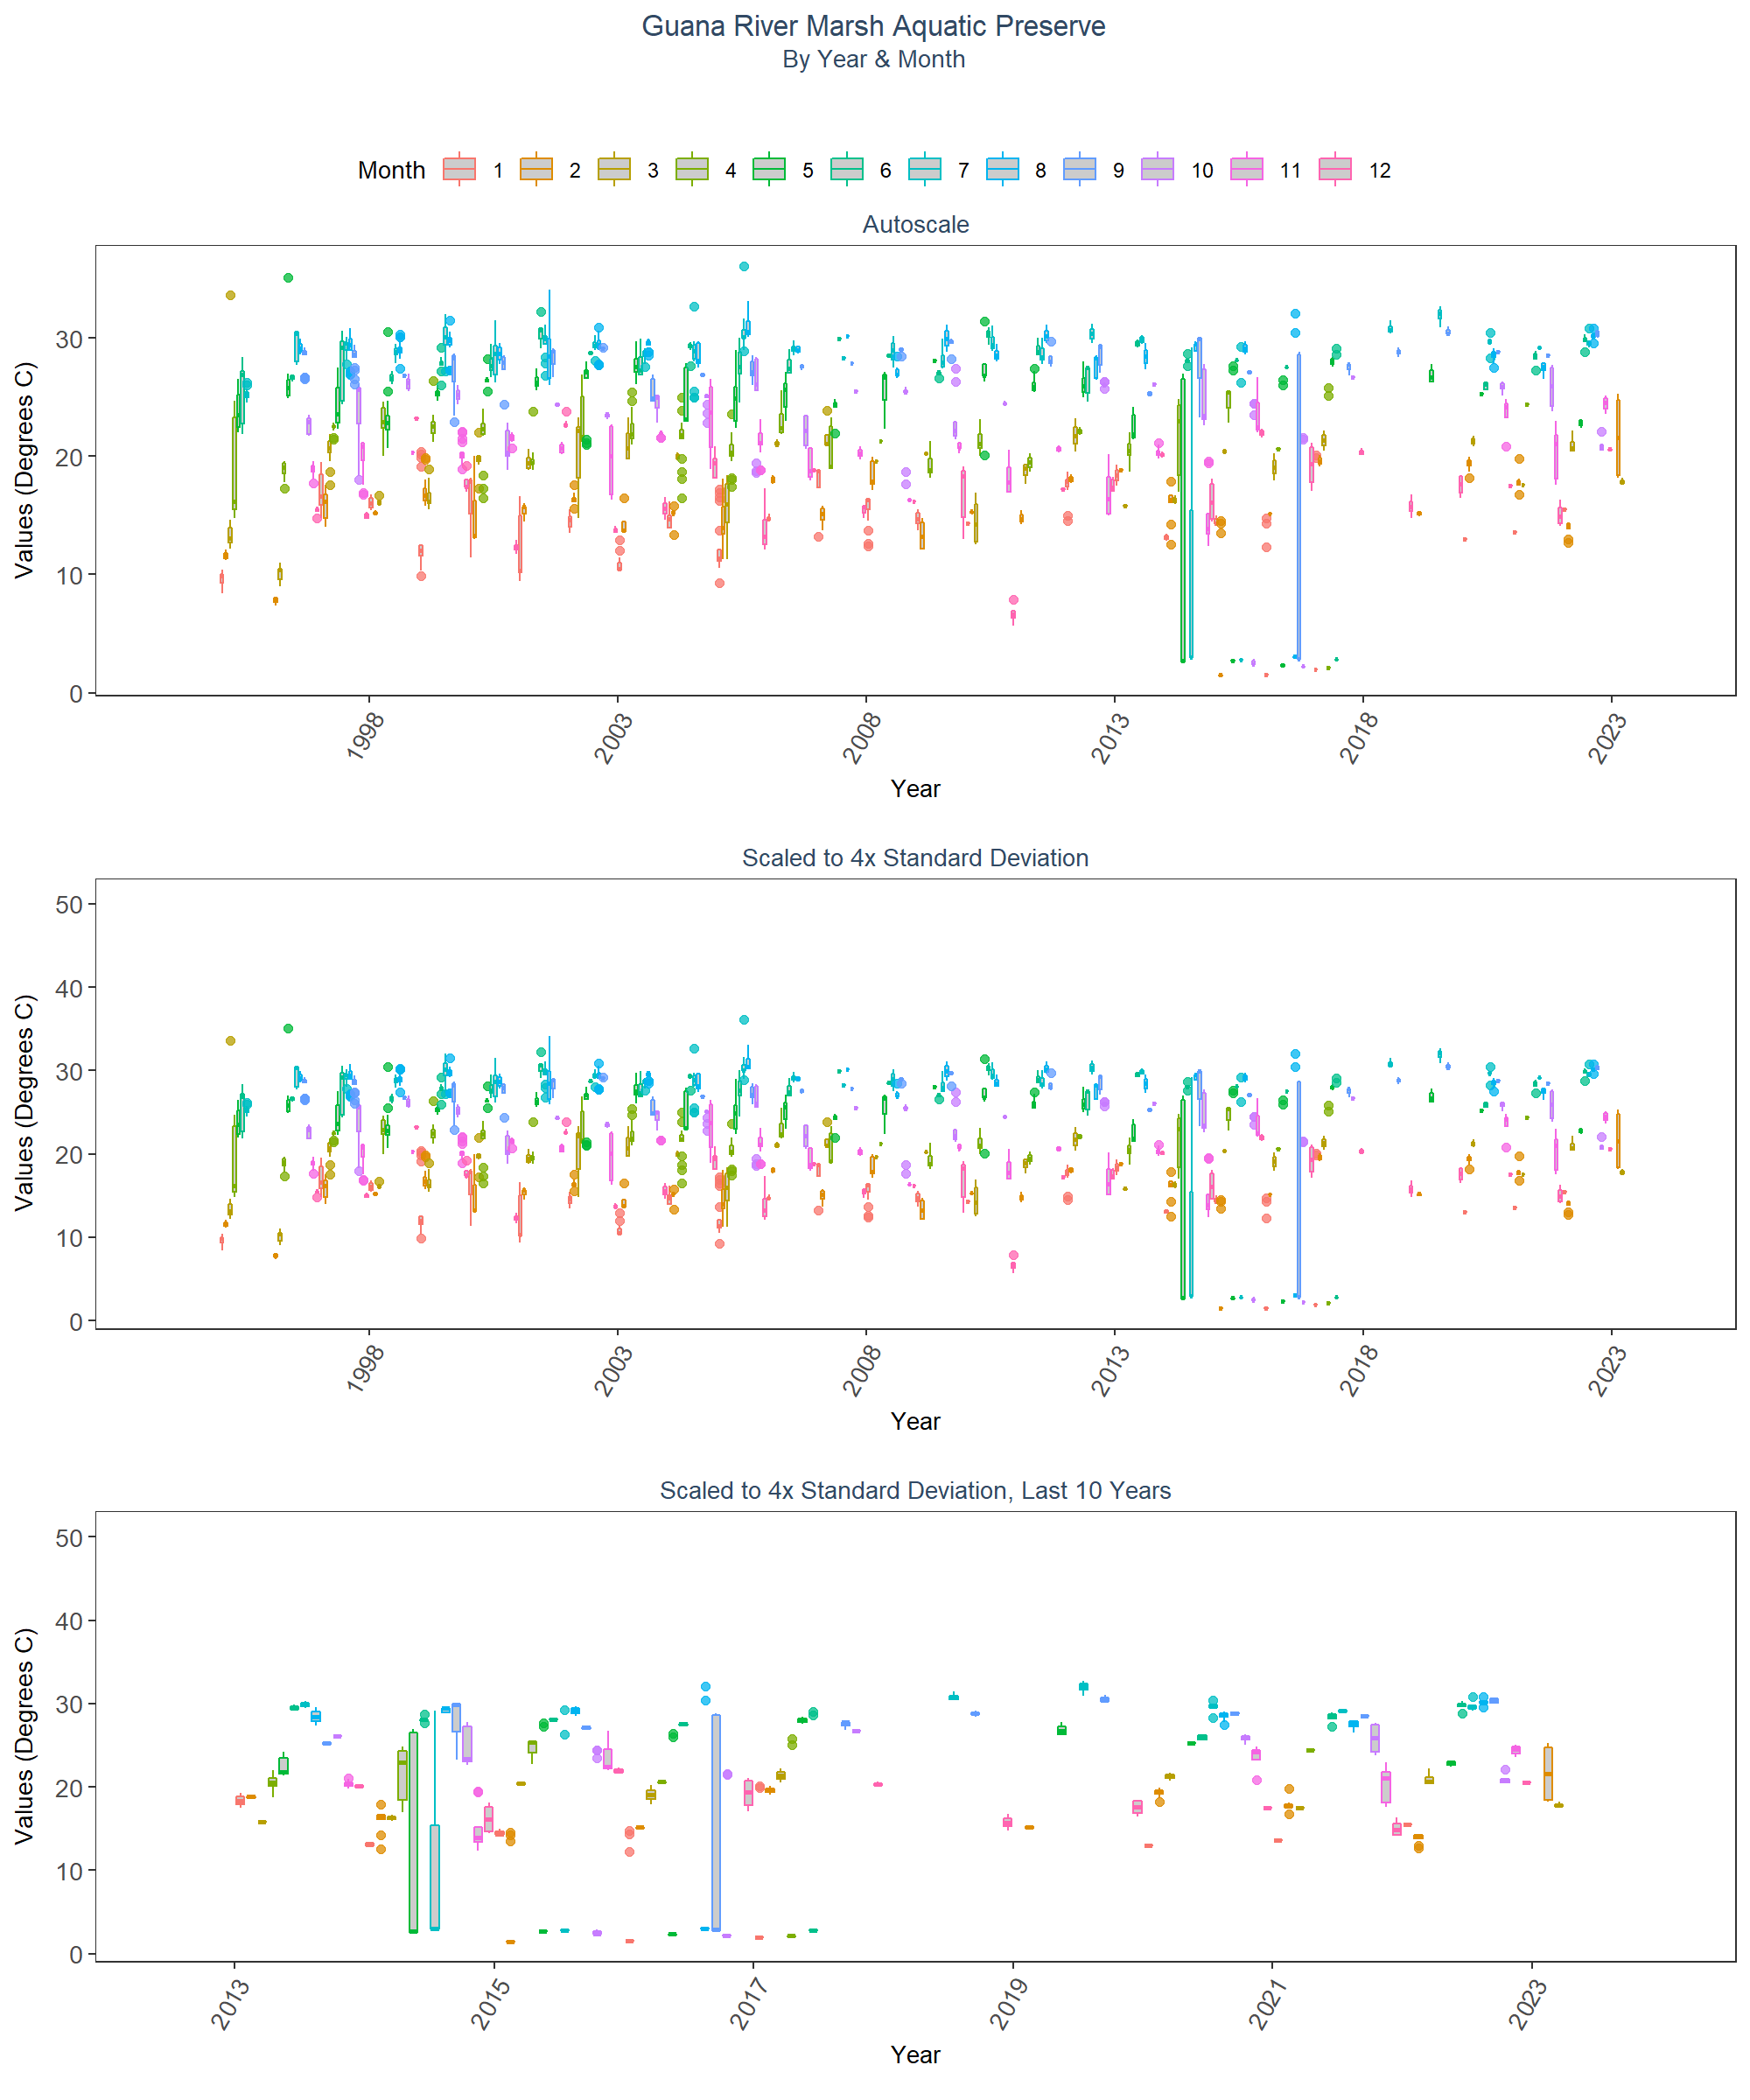 Guana River Marsh Aquatic Preserve
By Year & Month
Month 1 2 3 4 5 6 7 8 9 10 11 12
Autoscale
Values (Degrees C)
30
20
10
0
1998 2003 2008 2013 2018 2023
Year
Scaled to 4x Standard Deviation
Values (Degrees C)
50
40
30
20
10
0
1998 2003 2008 2013 2018 2023
Year
Scaled to 4x Standard Deviation, Last 10 Years
Values (Degrees C)
50
40
30
20
10
0
2013 2015 2017 2019 2021 2023
Year